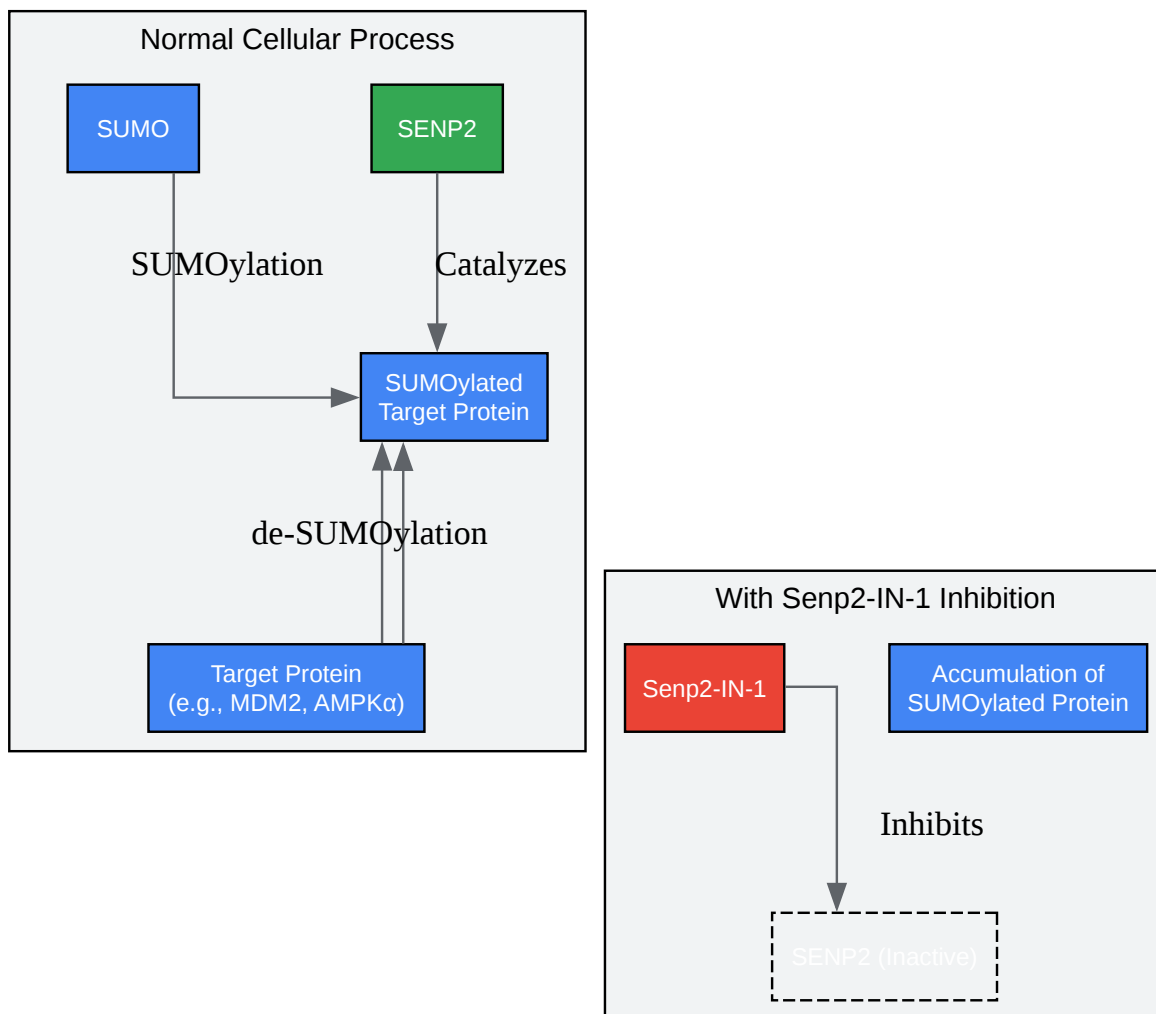 Normal Cellular Process
SUMO
SENP2
SUMOylation
Catalyzes
SUMOylated
Target Protein
de-SUMOylation
Target Protein
(e.g., MDM2, AMPKα)
With Senp2-IN-1 Inhibition
Senp2-IN-1
Accumulation of
SUMOylated Protein
Inhibits
SENP2 (Inactive)